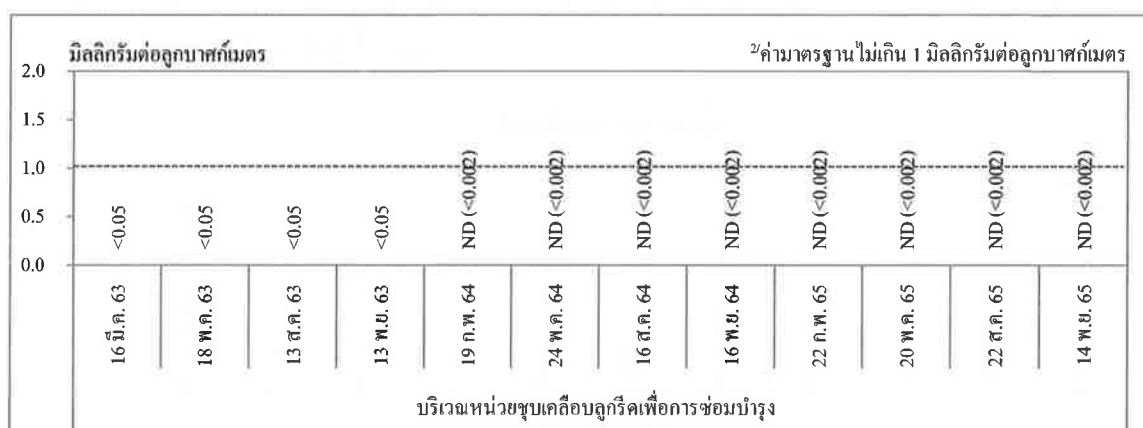 มิลลิกรัมต่อลูกบาศก์เมตร
2/ค่ามาตรฐานไม่เกิน 1 มิลลิกรัมต่อลูกบาศก์เมตร
2.0
1.5
1.0
0.5
0.0
<0.05
<0.05
<0.05
<0.05
ND (<0.002)
ND (<0.002)
ND (<0.002)
ND (<0.002)
ND (<0.002)
ND (<0.002)
ND (<0.002)
ND (<0.002)
16 มี.ค. 63
18 พ.ค. 63
13 ส.ค. 63
13 พ.ย. 63
19 ก.พ. 64
24 พ.ค. 64
16 ส.ค. 64
16 พ.ย. 64
22 ก.พ. 65
20 พ.ค. 65
22 ส.ค. 65
14 พ.ย. 65
บริเวณหน่วยชุบเคลือบลูกรีดเพื่อการซ่อมบำรุง